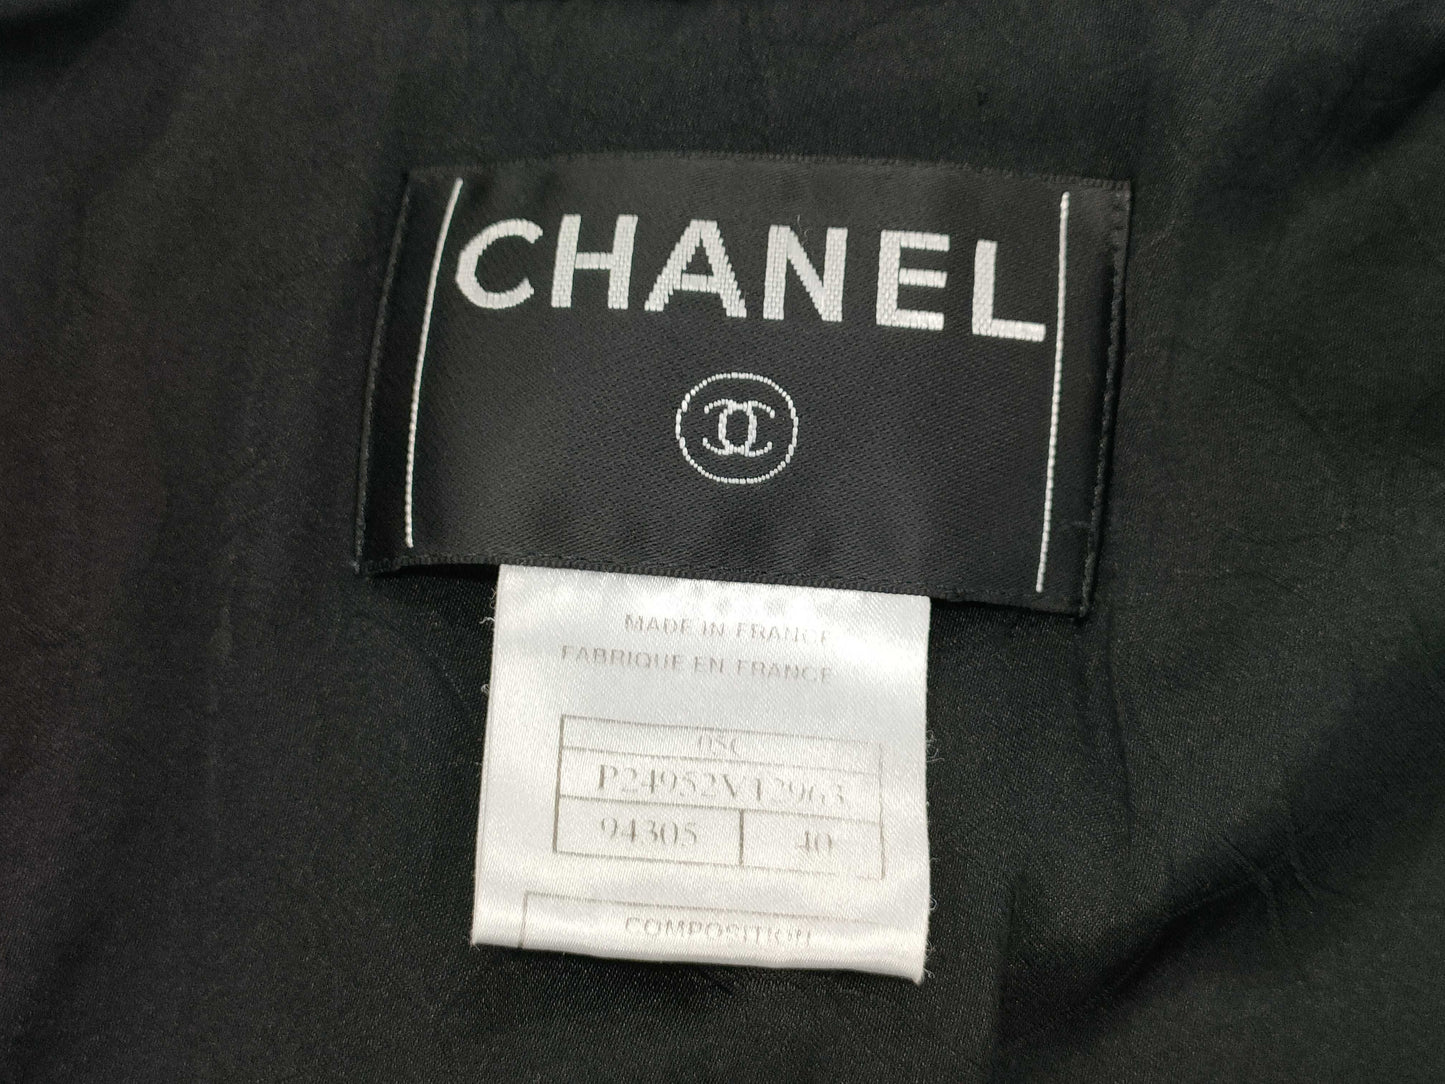 CHANEL
MADE IN FRANCE
FABRIQUE EN FRANCE
05C
P24952V12963
94305 40
COMPOSITION